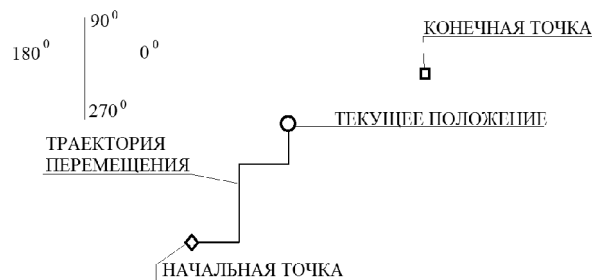 90⁰
КОНЕЧНАЯ ТОЧКА
180⁰
0⁰
270⁰
ТЕКУЩЕЕ ПОЛОЖЕНИЕ
ТРАЕКТОРИЯ
ПЕРЕМЕЩЕНИЯ
НАЧАЛЬНАЯ ТОЧКА